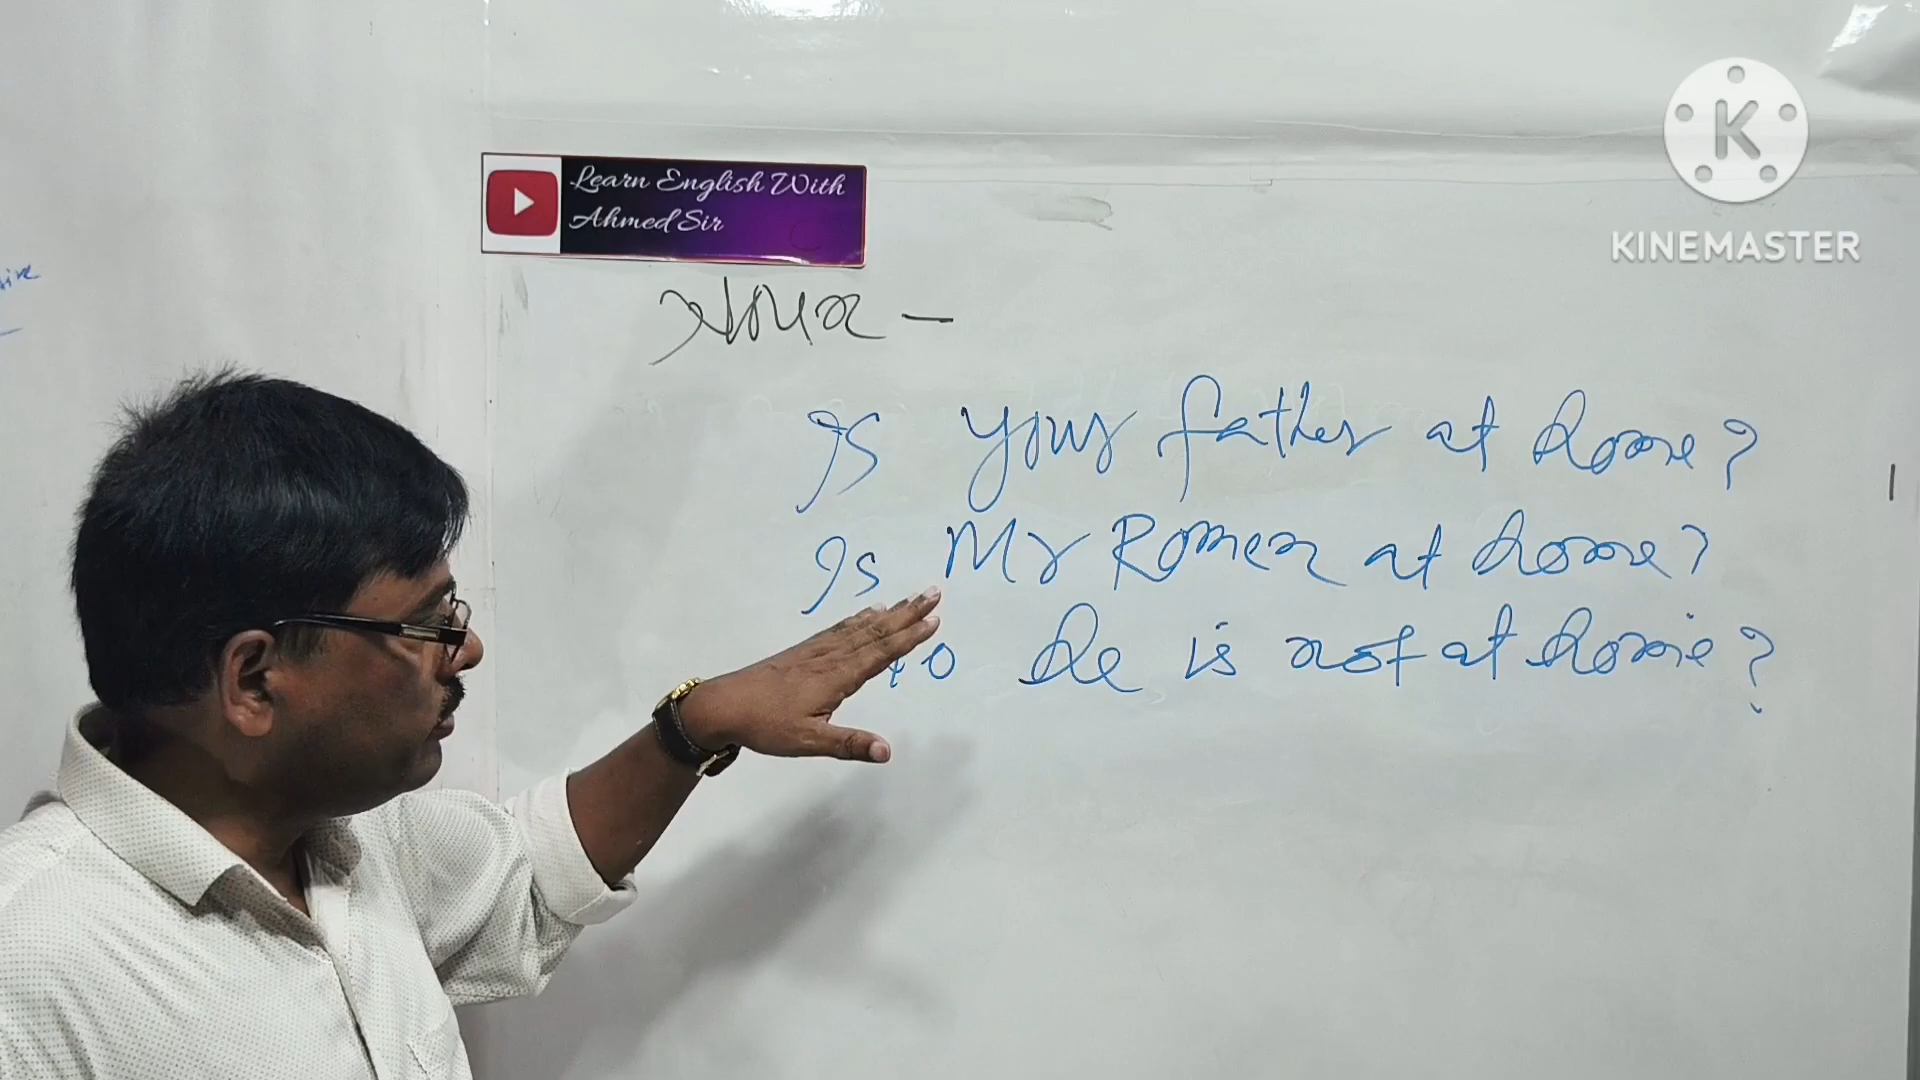 Learn English With
Ahmed Sir
KINEMASTER
Is your father at home?
Is Mr Romen at home?
he is not at home?